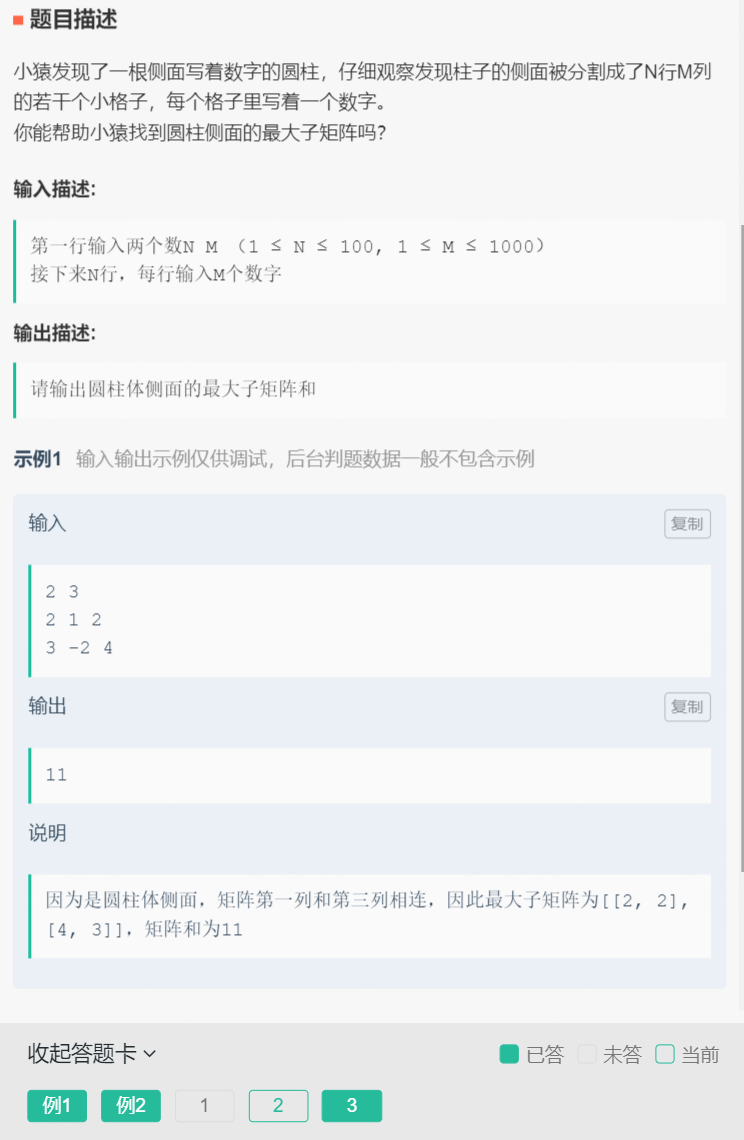 题目描述
小猿发现了一根侧面写着数字的圆柱，仔细观察发现柱子的侧面被分割成了N行M列
的若干个小格子，每个格子里写着一个数字。
你能帮助小猿找到圆柱侧面的最大子矩阵吗?
输入描述:
第一行输入两个数N M （1 ≤ N ≤ 100, 1 ≤ M ≤ 1000）
接下来N行，每行输入M个数字
输出描述:
请输出圆柱体侧面的最大子矩阵和
示例1 输入输出示例仅供调试，后台判题数据一般不包含示例
输入 复制
2 3
2 1 2
3 -2 4
输出 复制
11
说明
因为是圆柱体侧面，矩阵第一列和第三列相连，因此最大子矩阵为[[2, 2],
[4, 3]]，矩阵和为11
收起答题卡 已答 未答 当前
例1 例2 1 2 3